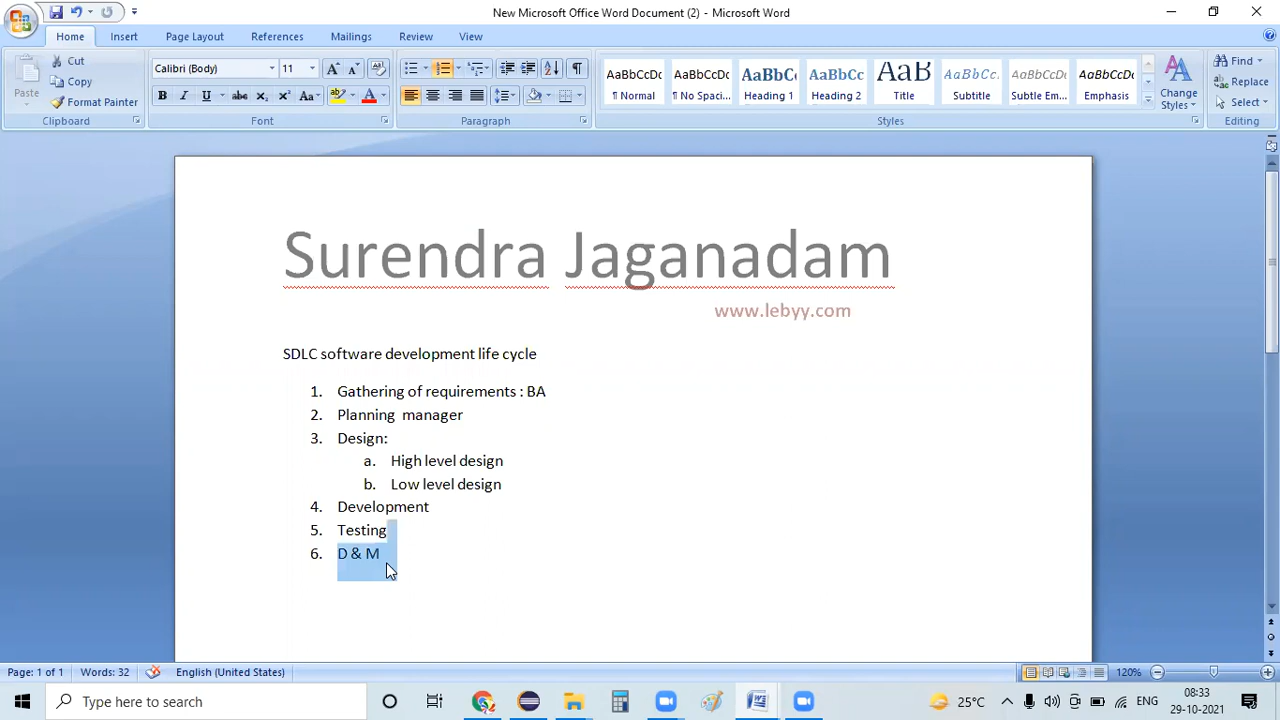 New Microsoft Office Word Document (2) - Microsoft Word
Home Insert Page Layout References Mailings Review View
Paste
Cut
Copy
Format Painter
Clipboard
Calibri (Body) 11
B I U abc x₂ x² Aa
Font
Paragraph
AaBbCcDc AaBbCcDc AaBbC( AaBbCc AaB AaBbCc. AaBbCcDc AaBbCcDc
¶ Normal ¶ No Spaci... Heading 1 Heading 2 Title Subtitle Subtle Em... Emphasis
Change Styles
Styles
Find
Replace
Select
Editing
Surendra Jaganadam
www.lebyy.com
SDLC software development life cycle
1. Gathering of requirements : BA
2. Planning manager
3. Design:
a. High level design
b. Low level design
4. Development
5. Testing
6. D & M
Page: 1 of 1 Words: 32 English (United States) 120%
Type here to search
25°C ENG 08:33
29-10-2021